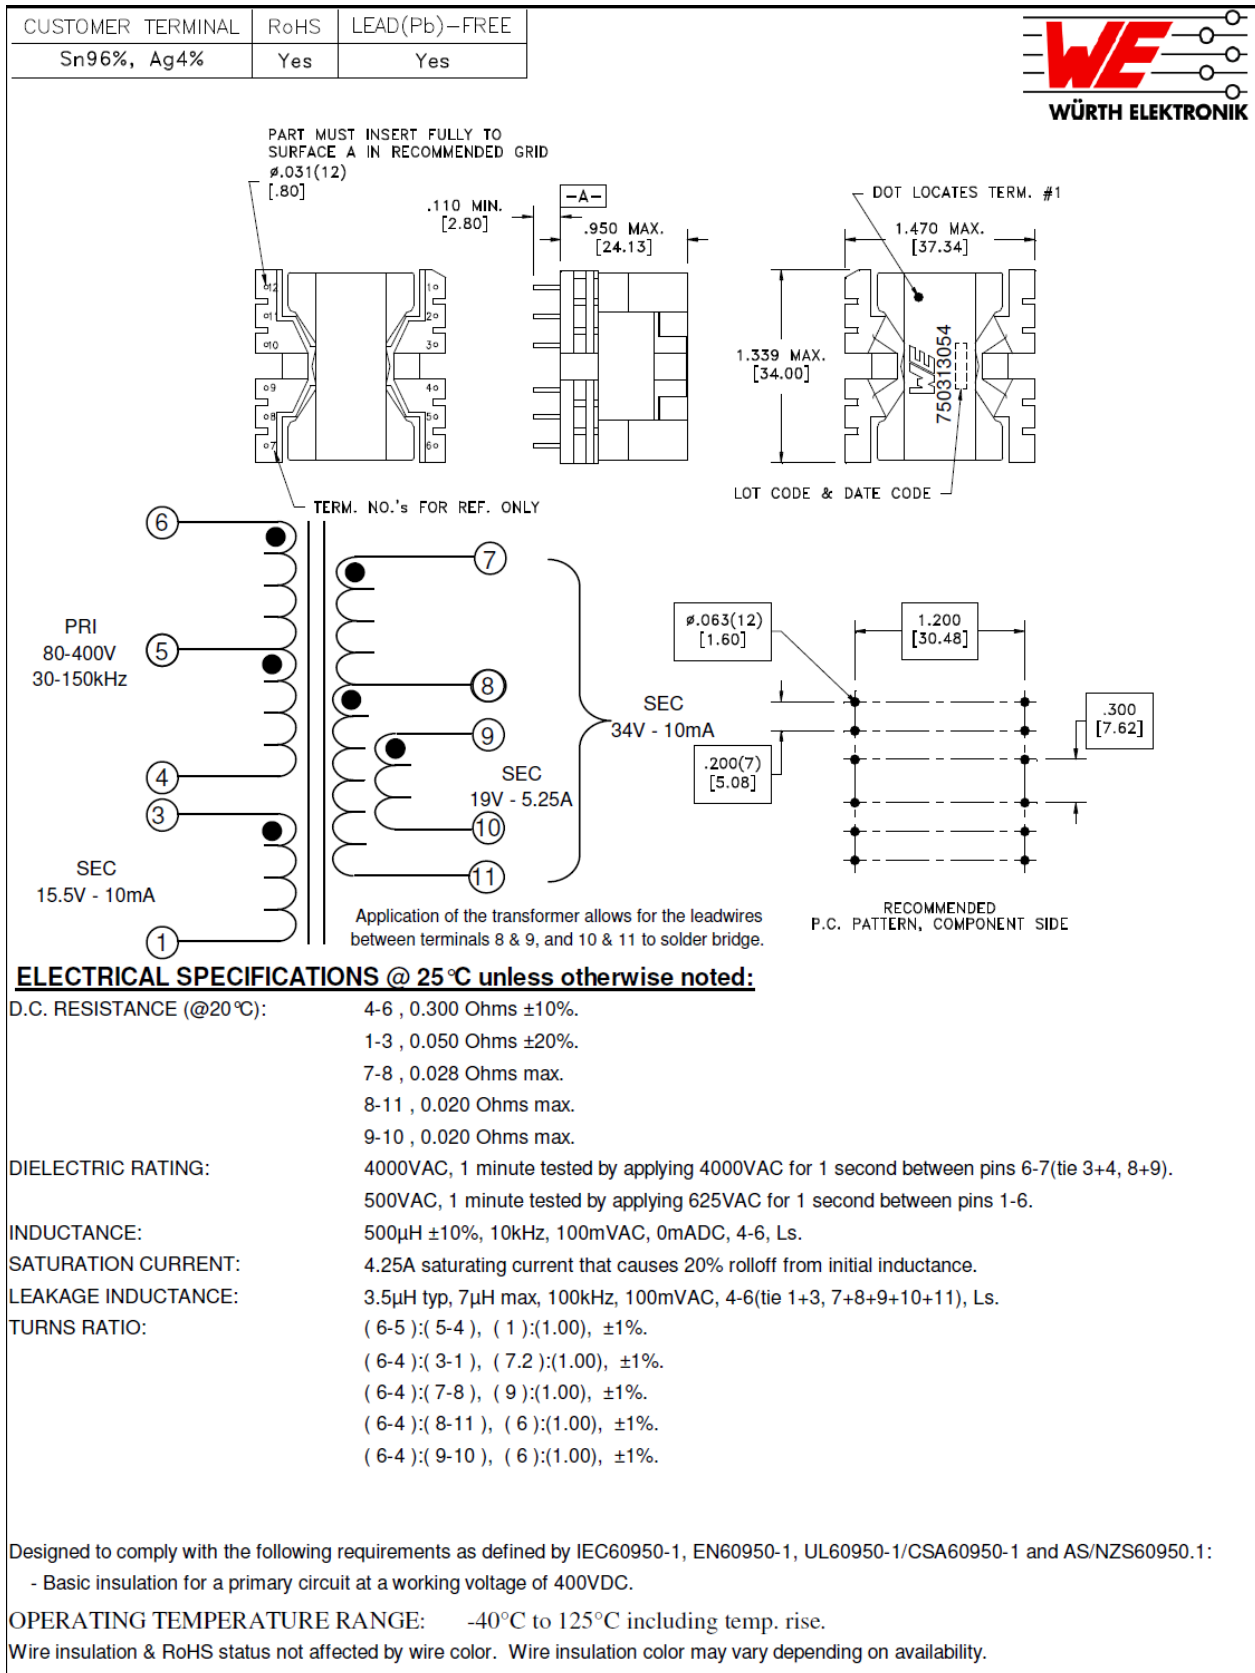 CUSTOMER TERMINAL RoHS LEAD(Pb)-FREE
Sn96%, Ag4% Yes Yes
WE
WÜRTH ELEKTRONIK
PART MUST INSERT FULLY TO
SURFACE A IN RECOMMENDED GRID
ø.031(12)
[.80]
.110 MIN.
[2.80]
-A-
.950 MAX.
[24.13]
DOT LOCATES TERM. #1
1.470 MAX.
[37.34]
12 1
11 2
10 3
9 4
8 5
7 6
1.339 MAX.
[34.00]
WE
750313054
LOT CODE & DATE CODE
TERM. NO.'s FOR REF. ONLY
6
7
PRI
80-400V
30-150kHz
5
8
9
SEC
34V - 10mA
SEC
19V - 5.25A
4
3
10
11
SEC
15.5V - 10mA
1
ø.063(12)
[1.60]
1.200
[30.48]
.300
[7.62]
.200(7)
[5.08]
RECOMMENDED
P.C. PATTERN, COMPONENT SIDE
Application of the transformer allows for the leadwires
between terminals 8 & 9, and 10 & 11 to solder bridge.
ELECTRICAL SPECIFICATIONS @ 25°C unless otherwise noted:
D.C. RESISTANCE (@20°C): 4-6 , 0.300 Ohms ±10%.
1-3 , 0.050 Ohms ±20%.
7-8 , 0.028 Ohms max.
8-11 , 0.020 Ohms max.
9-10 , 0.020 Ohms max.
DIELECTRIC RATING: 4000VAC, 1 minute tested by applying 4000VAC for 1 second between pins 6-7(tie 3+4, 8+9).
500VAC, 1 minute tested by applying 625VAC for 1 second between pins 1-6.
INDUCTANCE: 500µH ±10%, 10kHz, 100mVAC, 0mADC, 4-6, Ls.
SATURATION CURRENT: 4.25A saturating current that causes 20% rolloff from initial inductance.
LEAKAGE INDUCTANCE: 3.5µH typ, 7µH max, 100kHz, 100mVAC, 4-6(tie 1+3, 7+8+9+10+11), Ls.
TURNS RATIO: ( 6-5 ):( 5-4 ), ( 1 ):(1.00), ±1%.
( 6-4 ):( 3-1 ), ( 7.2 ):(1.00), ±1%.
( 6-4 ):( 7-8 ), ( 9 ):(1.00), ±1%.
( 6-4 ):( 8-11 ), ( 6 ):(1.00), ±1%.
( 6-4 ):( 9-10 ), ( 6 ):(1.00), ±1%.
Designed to comply with the following requirements as defined by IEC60950-1, EN60950-1, UL60950-1/CSA60950-1 and AS/NZS60950.1:
- Basic insulation for a primary circuit at a working voltage of 400VDC.
OPERATING TEMPERATURE RANGE: -40°C to 125°C including temp. rise.
Wire insulation & RoHS status not affected by wire color. Wire insulation color may vary depending on availability.